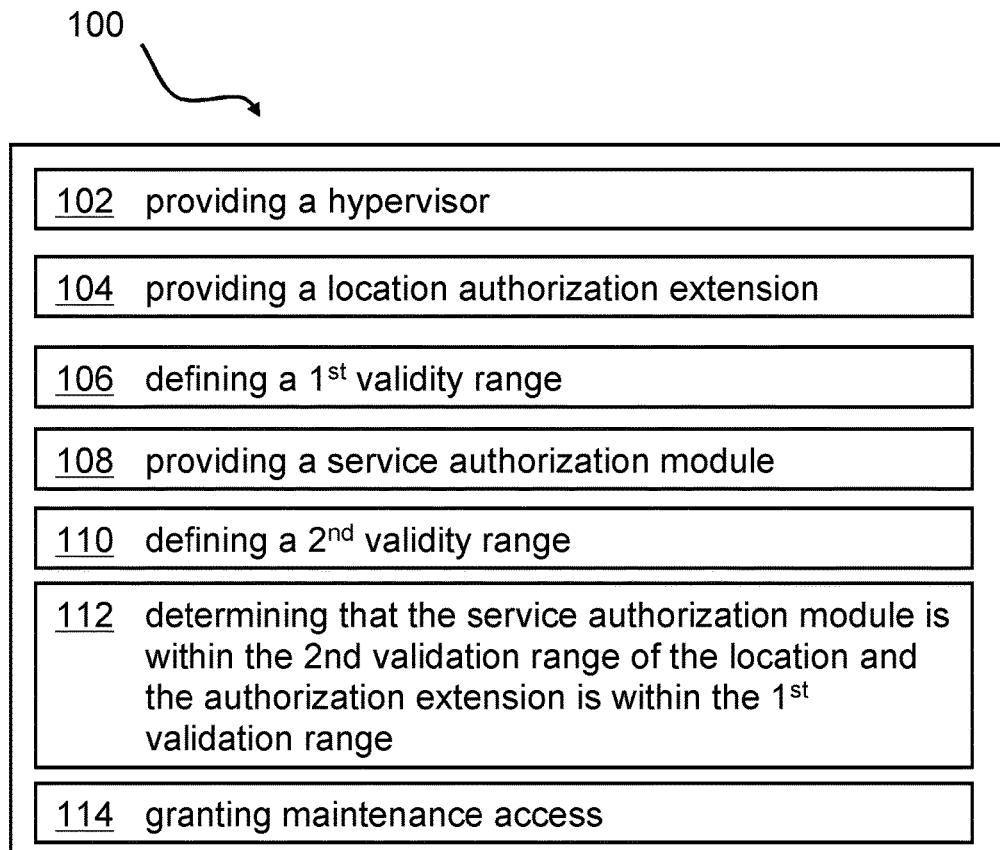 100
102 providing a hypervisor
104 providing a location authorization extension
106 defining a 1st validity range
108 providing a service authorization module
110 defining a 2nd validity range
112 determining that the service authorization module is
within the 2nd validation range of the location and
the authorization extension is within the 1st
validation range
114 granting maintenance access